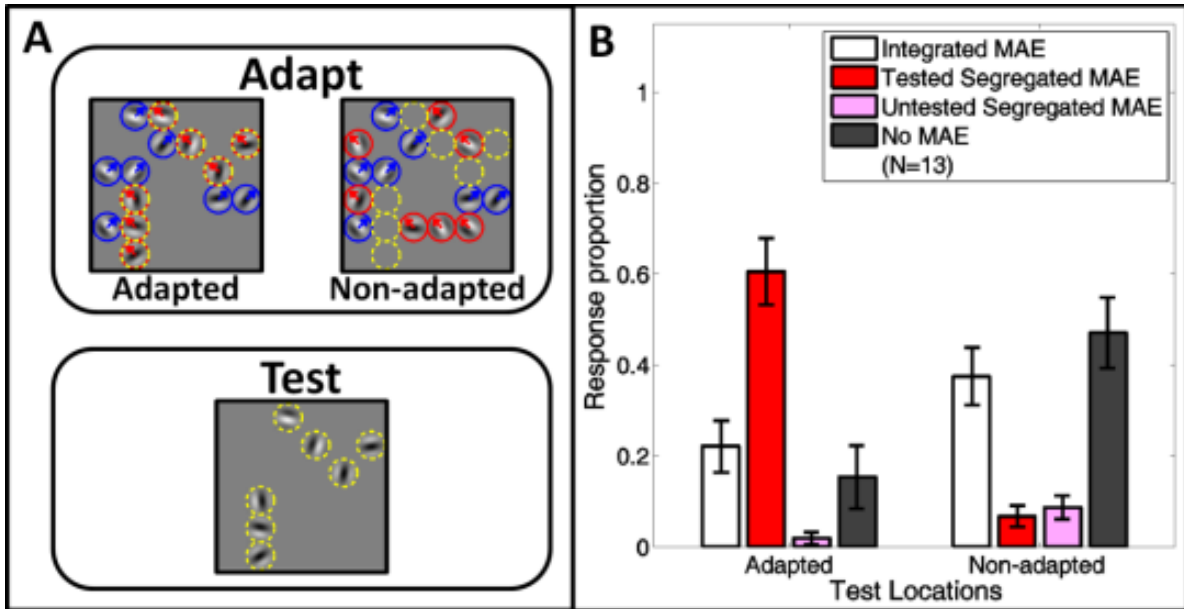 A
Adapt
Adapted
Non-adapted
Test
B
Integrated MAE
Tested Segregated MAE
Untested Segregated MAE
No MAE
(N=13)
Response proportion
1
0.8
0.6
0.4
0.2
0
Adapted
Non-adapted
Test Locations